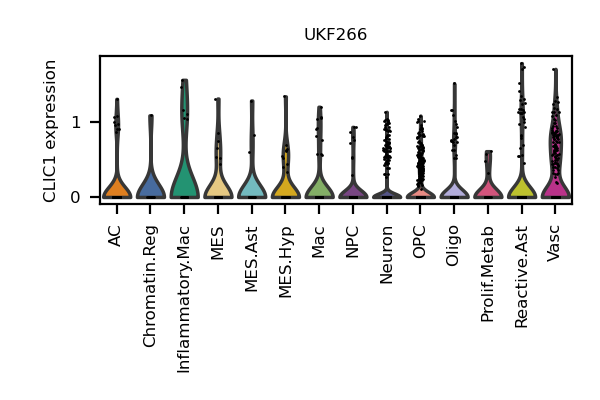 UKF266
CLIC1 expression
1
0
AC
Chromatin.Reg
Inflammatory.Mac
MES
MES.Ast
MES.Hyp
Mac
NPC
Neuron
OPC
Oligo
Prolif.Metab
Reactive.Ast
Vasc